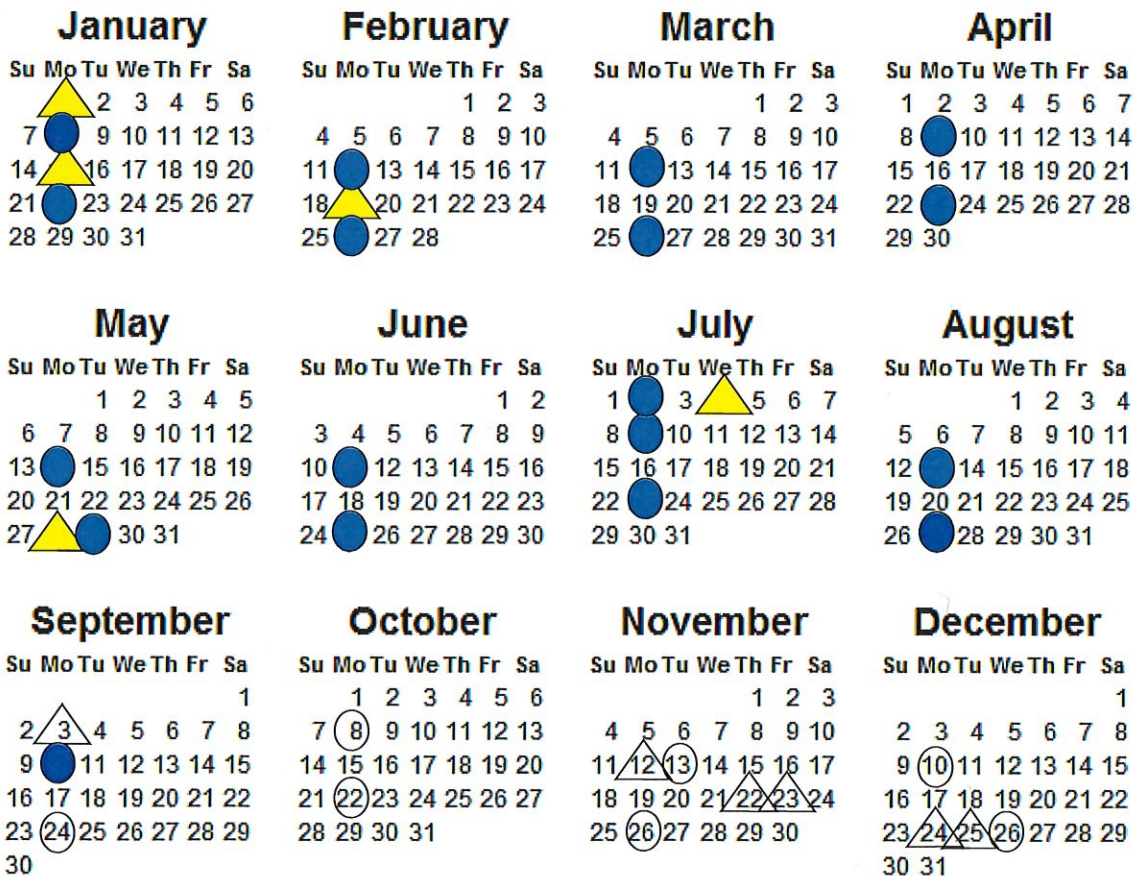 January
Su Mo Tu We Th Fr Sa
2 3 4 5 6
7 9 10 11 12 13
14 16 17 18 19 20
21 23 24 25 26 27
28 29 30 31
February
Su Mo Tu We Th Fr Sa
1 2 3
4 5 6 7 8 9 10
11 13 14 15 16 17
18 20 21 22 23 24
25 27 28
March
Su Mo Tu We Th Fr Sa
1 2 3
4 5 6 7 8 9 10
11 13 14 15 16 17
18 19 20 21 22 23 24
25 27 28 29 30 31
April
Su Mo Tu We Th Fr Sa
1 2 3 4 5 6 7
8 10 11 12 13 14
15 16 17 18 19 20 21
22 24 25 26 27 28
29 30
May
Su Mo Tu We Th Fr Sa
1 2 3 4 5
6 7 8 9 10 11 12
13 15 16 17 18 19
20 21 22 23 24 25 26
27 30 31
June
Su Mo Tu We Th Fr Sa
1 2
3 4 5 6 7 8 9
10 12 13 14 15 16
17 18 19 20 21 22 23
24 26 27 28 29 30
July
Su Mo Tu We Th Fr Sa
1 3 5 6 7
8 10 11 12 13 14
15 16 17 18 19 20 21
22 24 25 26 27 28
29 30 31
August
Su Mo Tu We Th Fr Sa
1 2 3 4
5 6 7 8 9 10 11
12 14 15 16 17 18
19 20 21 22 23 24 25
26 28 29 30 31
September
Su Mo Tu We Th Fr Sa
1
2 3 4 5 6 7 8
9 11 12 13 14 15
16 17 18 19 20 21 22
23 24 25 26 27 28 29
30
October
Su Mo Tu We Th Fr Sa
1 2 3 4 5 6
7 8 9 10 11 12 13
14 15 16 17 18 19 20
21 22 23 24 25 26 27
28 29 30 31
November
Su Mo Tu We Th Fr Sa
1 2 3
4 5 6 7 8 9 10
11 12 13 14 15 16 17
18 19 20 21 22 23 24
25 26 27 28 29 30
December
Su Mo Tu We Th Fr Sa
1
2 3 4 5 6 7 8
9 10 11 12 13 14 15
16 17 18 19 20 21 22
23 24 25 26 27 28 29
30 31